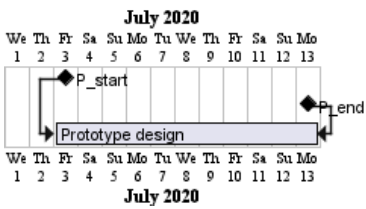 July 2020
We Th Fr Sa Su Mo Tu We Th Fr Sa Su Mo
1 2 3 4 5 6 7 8 9 10 11 12 13
P_start
P_end
Prototype design
We Th Fr Sa Su Mo Tu We Th Fr Sa Su Mo
1 2 3 4 5 6 7 8 9 10 11 12 13
July 2020